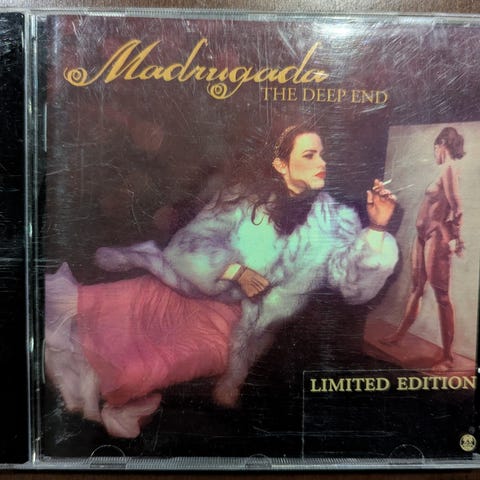 Madrugada
THE DEEP END
LIMITED EDITION